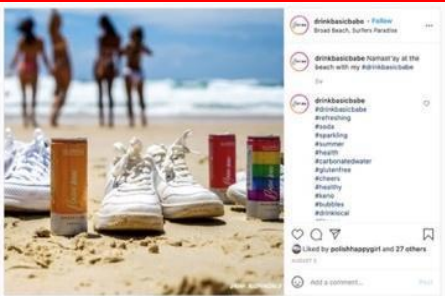 drinkbasicbabe • Follow
Broad Beach, Surfers Paradise
drinkbasicbabe Namast'ay at the
beach with my #drinkbasicbabe
drinkbasicbabe
#drinkbasicbabe
#refreshing
#soda
#sparkling
#summer
#health
#carbonatedwater
#glutenfree
#cheers
#healthy
#keto
#bubbles
#drinklocal
Liked by polishhappygirl and 27 others
AUGUST 5
Add a comment...
Post